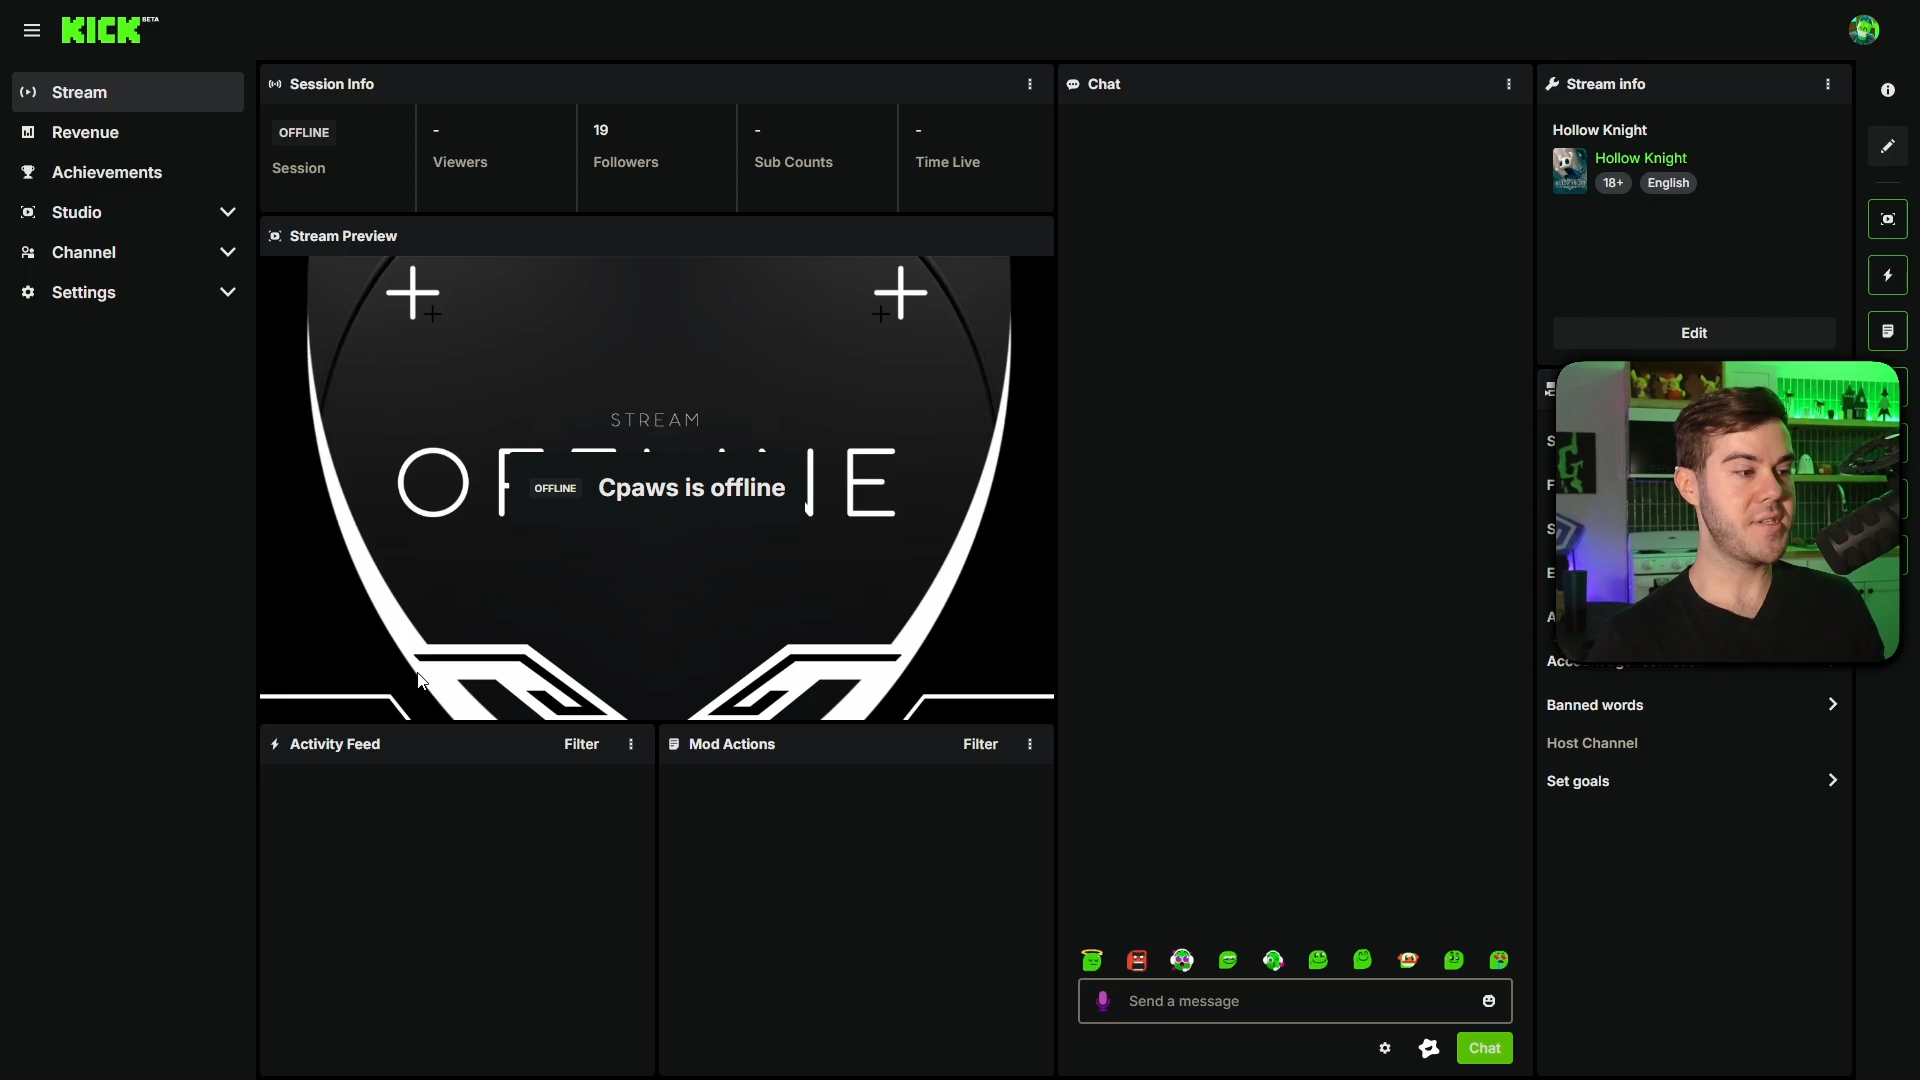 KICK BETA
Stream
Revenue
Achievements
Studio
Channel
Settings
Session Info
OFFLINE
Session
-
Viewers
19
Followers
-
Sub Counts
-
Time Live
Stream Preview
STREAM
OFFLINE
Cpaws is offline
Activity Feed
Filter
Mod Actions
Filter
Chat
Send a message
Chat
Stream info
Hollow Knight
Hollow Knight
18+
English
Edit
Banned words
Host Channel
Set goals